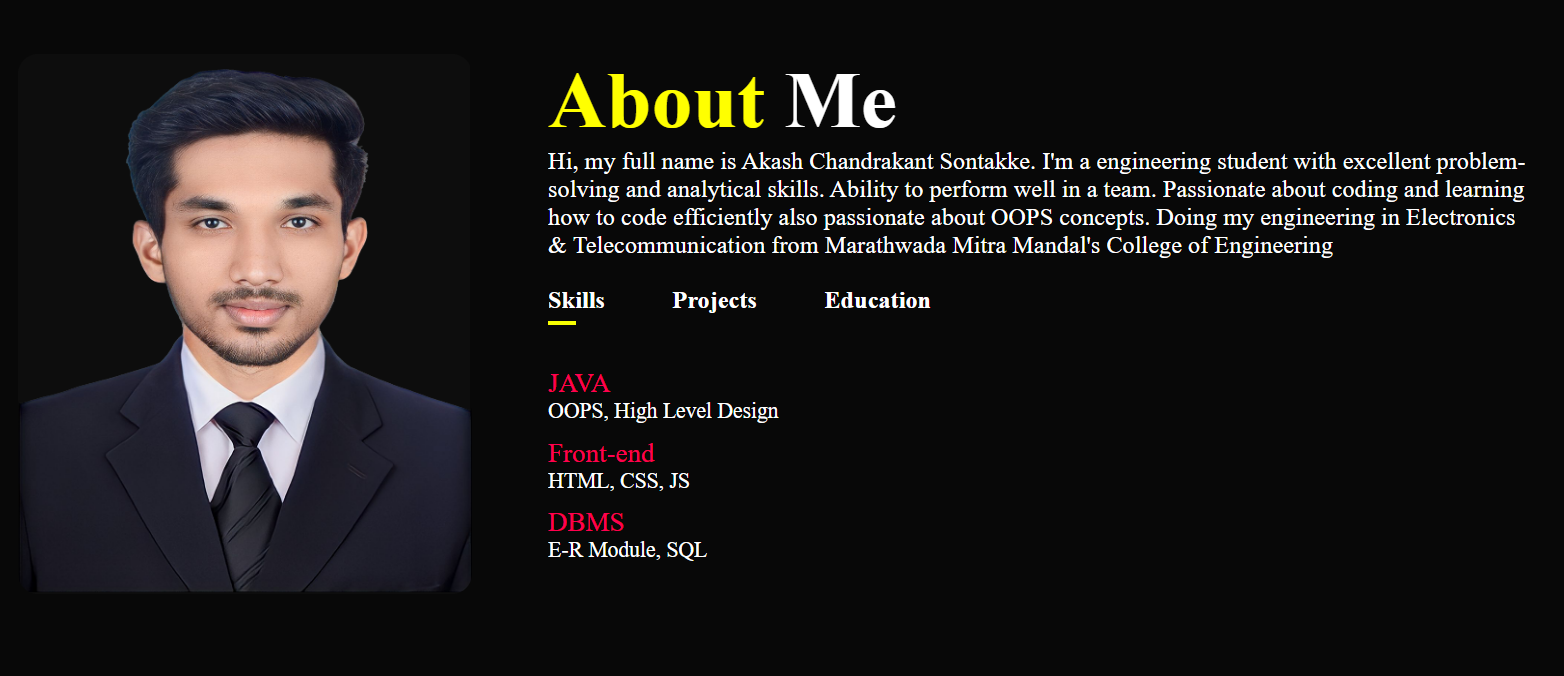 About Me
Hi, my full name is Akash Chandrakant Sontakke. I'm a engineering student with excellent problem-
solving and analytical skills. Ability to perform well in a team. Passionate about coding and learning
how to code efficiently also passionate about OOPS concepts. Doing my engineering in Electronics
& Telecommunication from Marathwada Mitra Mandal's College of Engineering
Skills Projects Education
JAVA
OOPS, High Level Design
Front-end
HTML, CSS, JS
DBMS
E-R Module, SQL